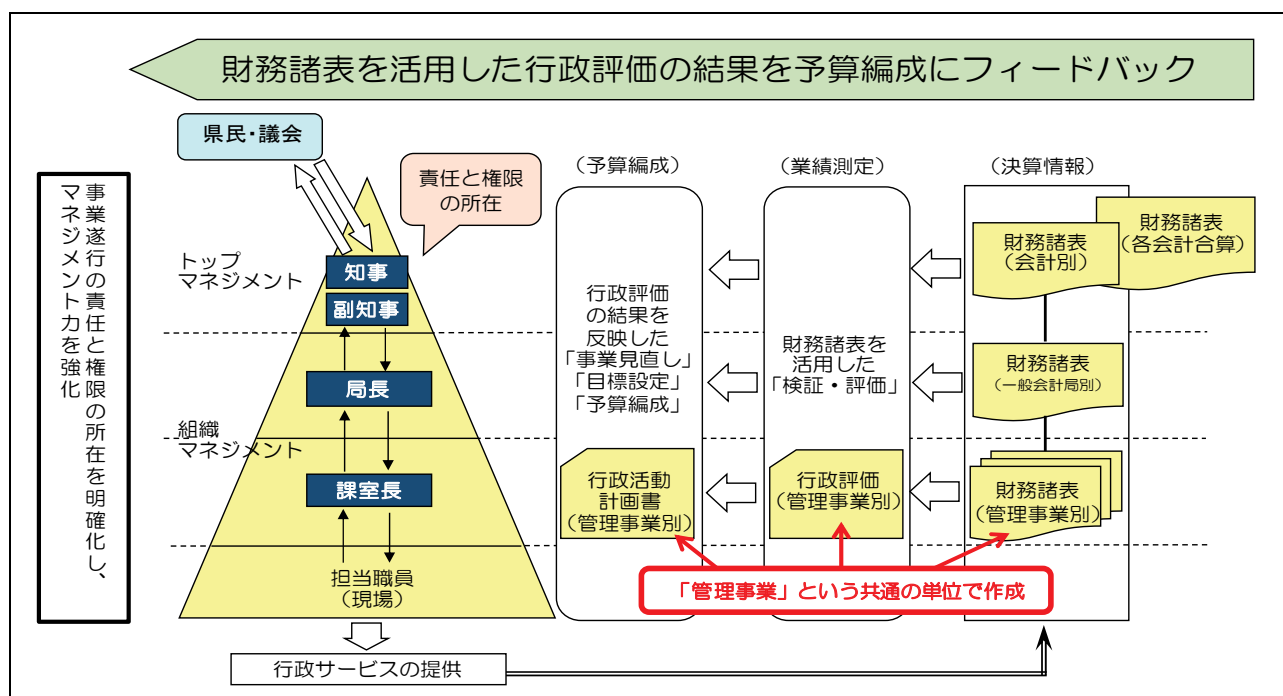 財務諸表を活用した行政評価の結果を予算編成にフィードバック
県民・議会
責任と権限
の所在
事業遂行の責任と権限の所在を明確化し、
マネジメント力を強化
トップ
マネジメント
知事
副知事
局長
組織
マネジメント
課室長
担当職員
（現場）
行政サービスの提供
（予算編成）
行政評価
の結果を
反映した
「事業見直し」
「目標設定」
「予算編成」
行政活動
計画書
（管理事業別）
（業績測定）
財務諸表を
活用した
「検証・評価」
行政評価
（管理事業別）
（決算情報）
財務諸表
（会計別）
財務諸表
（各会計合算）
財務諸表
（一般会計局別）
財務諸表
（管理事業別）
「管理事業」という共通の単位で作成